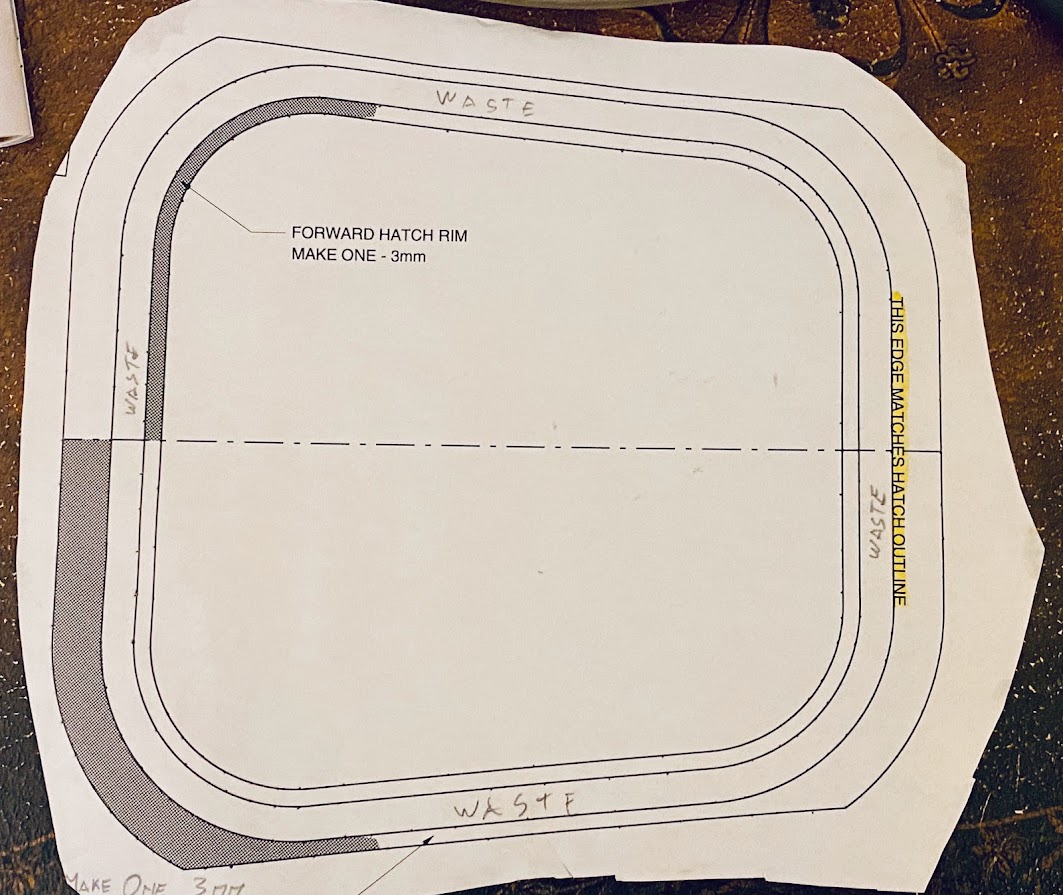 WASTE
FORWARD HATCH RIM
MAKE ONE - 3mm
WASTE
THIS EDGE MATCHES HATCH OUTLINE
WASTE
WASTE
MAKE ONE 3mm